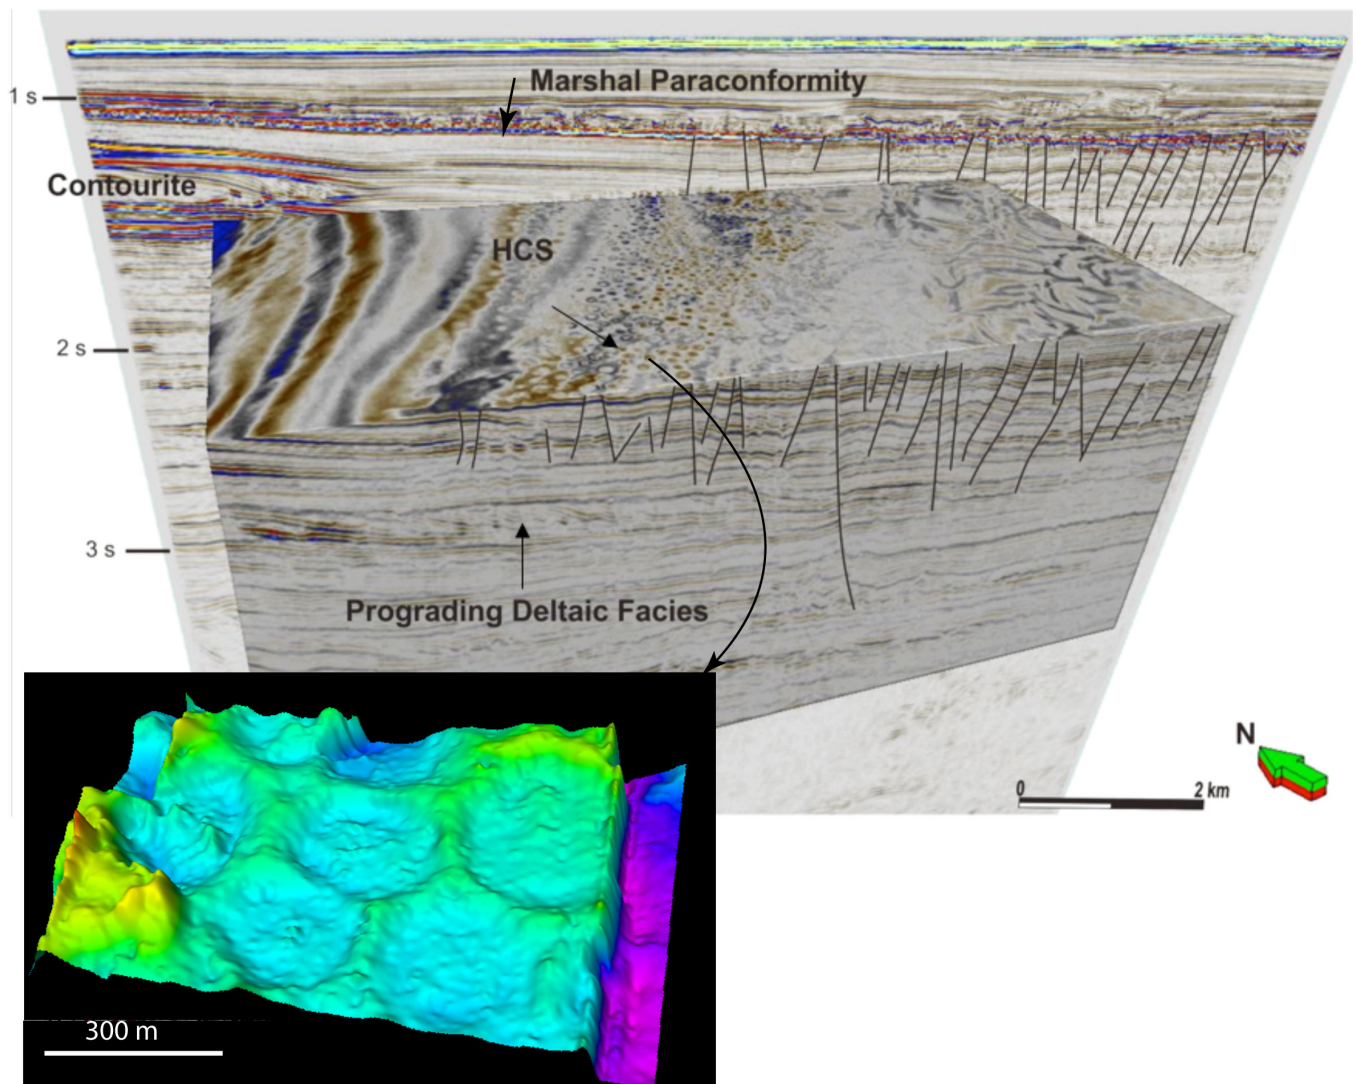 Marshal Paraconformity
1 s
Contourite
HCS
2 s
3 s
Prograding Deltaic Facies
N
0 2 km
300 m